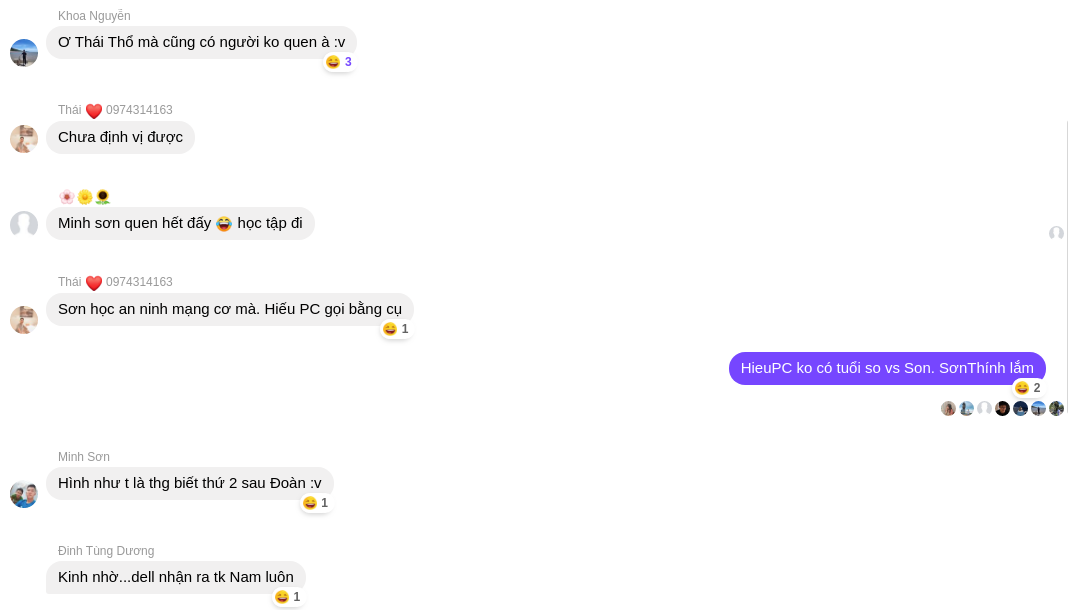 Khoa Nguyễn
Ơ Thái Thổ mà cũng có người ko quen à :v
😆 3
Thái ❤️ 0974314163
Chưa định vị được
🌸🌼🌻
Minh sơn quen hết đấy 😂 học tập đi
Thái ❤️ 0974314163
Sơn học an ninh mạng cơ mà. Hiếu PC gọi bằng cụ
😆 1
HieuPC ko có tuổi so vs Son. SơnThính lắm
😆 2
Minh Sơn
Hình như t là thg biết thứ 2 sau Đoàn :v
😆 1
Đinh Tùng Dương
Kinh nhờ...dell nhận ra tk Nam luôn
😆 1